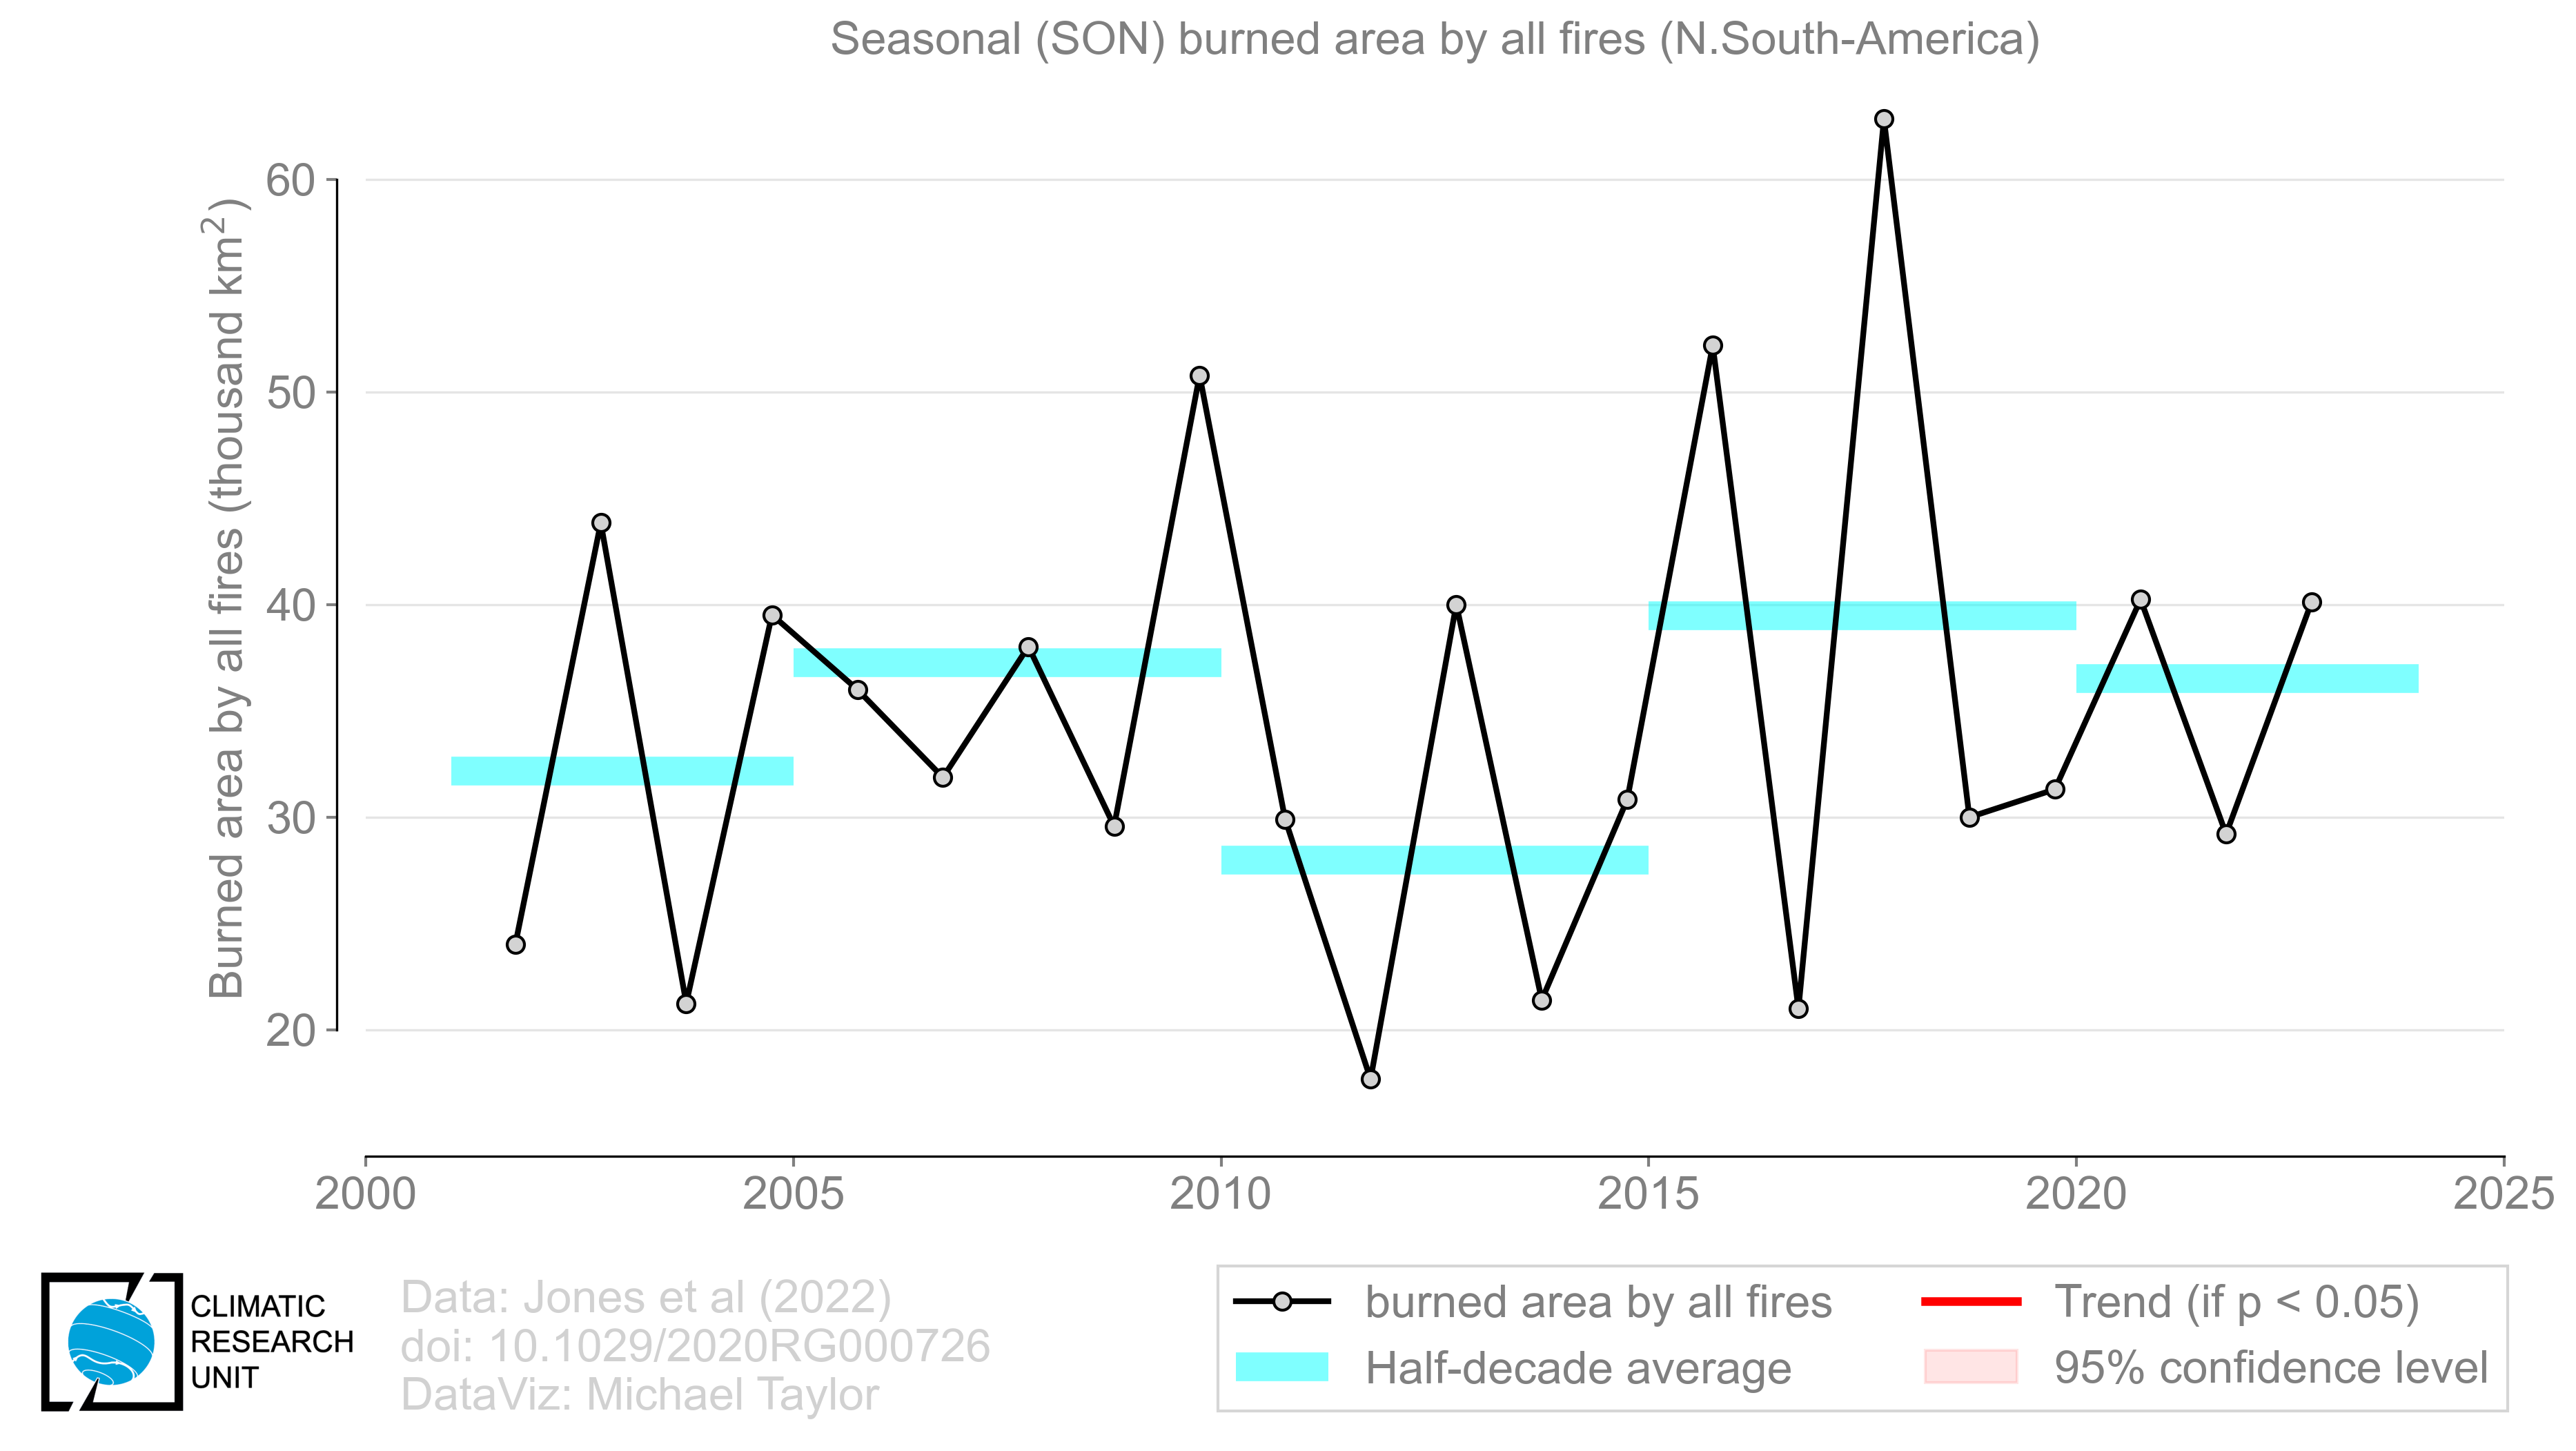 Seasonal (SON) burned area by all fires (N.South-America)
Burned area by all fires (thousand km²)
60
50
40
30
20
2000 2005 2010 2015 2020 2025
CLIMATIC
RESEARCH
UNIT
Data: Jones et al (2022)
doi: 10.1029/2020RG000726
DataViz: Michael Taylor
burned area by all fires
Half-decade average
Trend (if p < 0.05)
95% confidence level